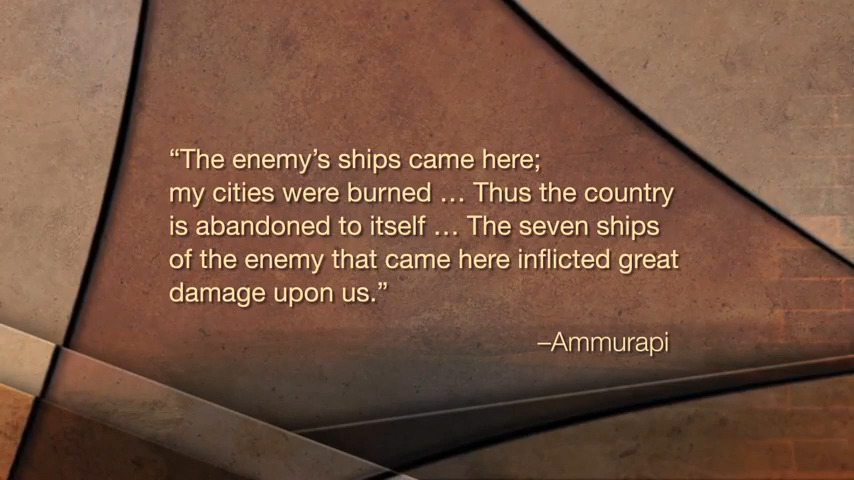 “The enemy’s ships came here;
my cities were burned … Thus the country
is abandoned to itself … The seven ships
of the enemy that came here inflicted great
damage upon us.”
–Ammurapi